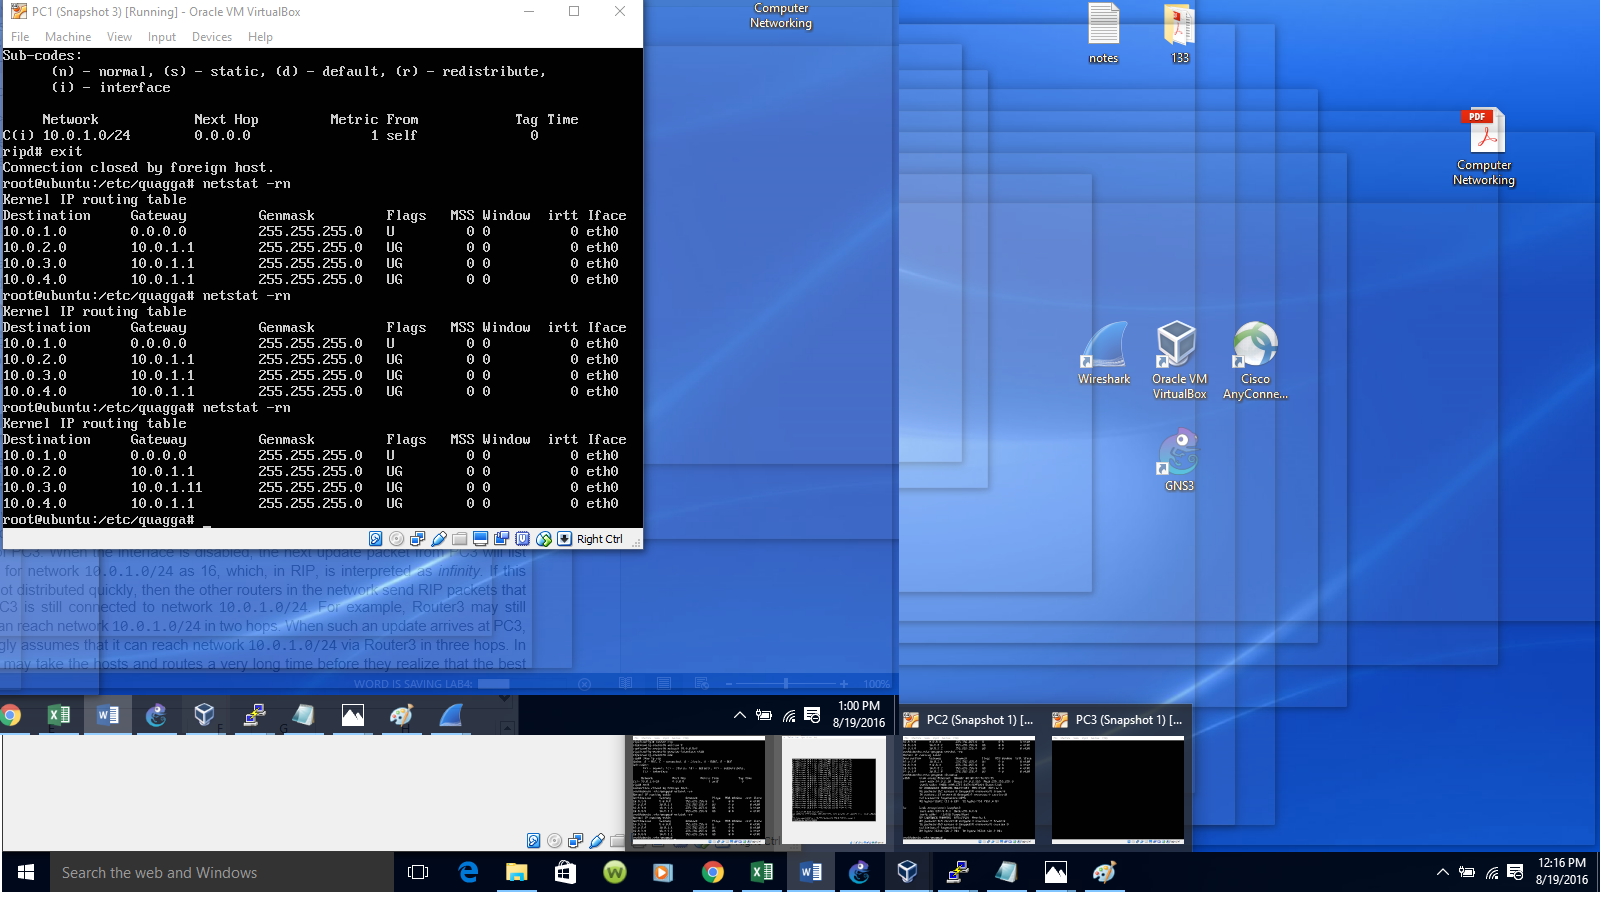 PC1 (Snapshot 3) [Running] - Oracle VM VirtualBox
File Machine View Input Devices Help
Sub-codes:
(n) - normal, (s) - static, (d) - default, (r) - redistribute,
(i) - interface
Network Next Hop Metric From Tag Time
C(i) 10.0.1.0/24 0.0.0.0 1 self 0
ripd# exit
Connection closed by foreign host.
root@ubuntu:/etc/quagga# netstat -rn
Kernel IP routing table
Destination Gateway Genmask Flags MSS Window irtt Iface
10.0.1.0 0.0.0.0 255.255.255.0 U 0 0 0 eth0
10.0.2.0 10.0.1.1 255.255.255.0 UG 0 0 0 eth0
10.0.3.0 10.0.1.1 255.255.255.0 UG 0 0 0 eth0
10.0.4.0 10.0.1.1 255.255.255.0 UG 0 0 0 eth0
root@ubuntu:/etc/quagga# netstat -rn
Kernel IP routing table
Destination Gateway Genmask Flags MSS Window irtt Iface
10.0.1.0 0.0.0.0 255.255.255.0 U 0 0 0 eth0
10.0.2.0 10.0.1.1 255.255.255.0 UG 0 0 0 eth0
10.0.3.0 10.0.1.1 255.255.255.0 UG 0 0 0 eth0
10.0.4.0 10.0.1.1 255.255.255.0 UG 0 0 0 eth0
root@ubuntu:/etc/quagga# netstat -rn
Kernel IP routing table
Destination Gateway Genmask Flags MSS Window irtt Iface
10.0.1.0 0.0.0.0 255.255.255.0 U 0 0 0 eth0
10.0.2.0 10.0.1.1 255.255.255.0 UG 0 0 0 eth0
10.0.3.0 10.0.1.11 255.255.255.0 UG 0 0 0 eth0
10.0.4.0 10.0.1.1 255.255.255.0 UG 0 0 0 eth0
root@ubuntu:/etc/quagga# _
Right Ctrl
of PC3. When the interface is disabled, the next update packet from PC3 will list
for network 10.0.1.0/24 as 16, which, in RIP, is interpreted as infinity. If this
ot distributed quickly, then the other routers in the network send RIP packets that
C3 is still connected to network 10.0.1.0/24. For example, Router3 may still
an reach network 10.0.1.0/24 in two hops. When such an update arrives at PC3,
gly assumes that it can reach network 10.0.1.0/24 via Router3 in three hops. In
may take the hosts and routes a very long time before they realize that the best
WORD IS SAVING LAB4: 100%
1:00 PM
8/19/2016
Computer
Networking
notes
133
PDF
Computer
Networking
Wireshark
Oracle VM
VirtualBox
Cisco
AnyConne...
GNS3
PC2 (Snapshot 1) [...
PC3 (Snapshot 1) [...
Search the web and Windows
12:16 PM
8/19/2016